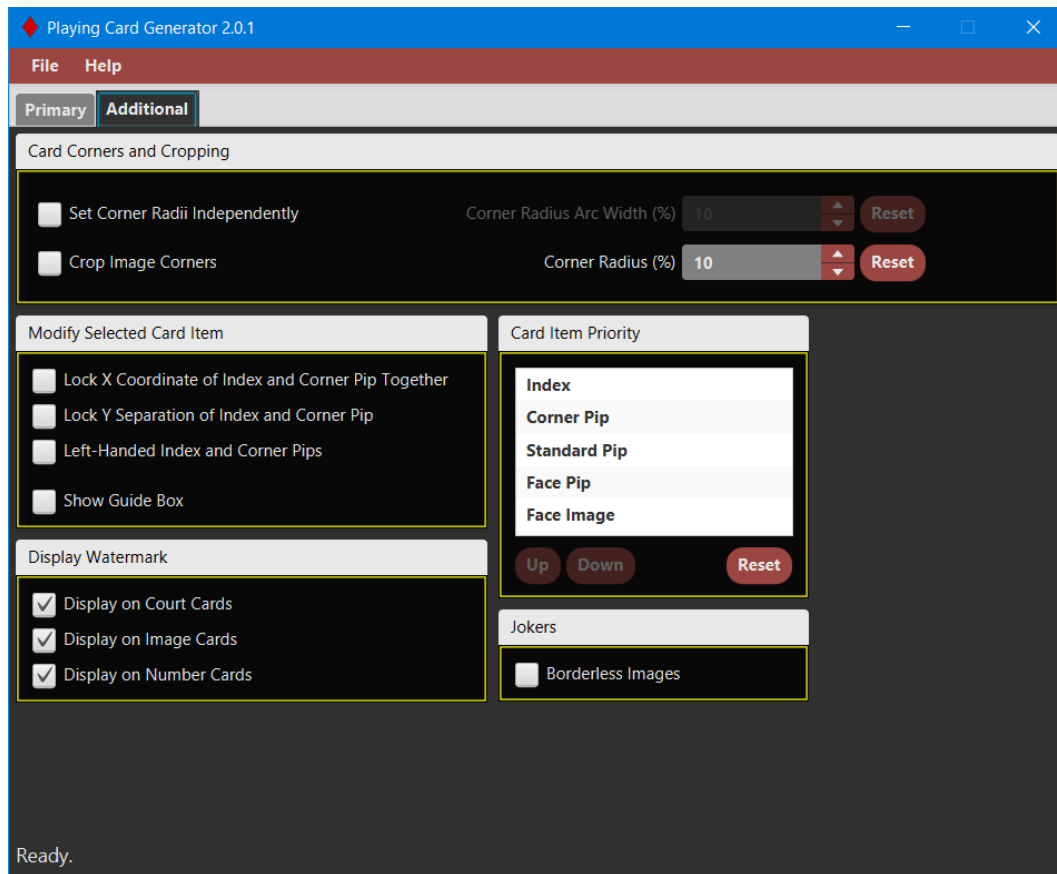 Playing Card Generator 2.0.1
File Help
Primary Additional
Card Corners and Cropping
Set Corner Radii Independently Corner Radius Arc Width (%) 10 Reset
Crop Image Corners Corner Radius (%) 10 Reset
Modify Selected Card Item
Lock X Coordinate of Index and Corner Pip Together
Lock Y Separation of Index and Corner Pip
Left-Handed Index and Corner Pips
Show Guide Box
Display Watermark
Display on Court Cards
Display on Image Cards
Display on Number Cards
Card Item Priority
Index
Corner Pip
Standard Pip
Face Pip
Face Image
Up Down Reset
Jokers
Borderless Images
Ready.